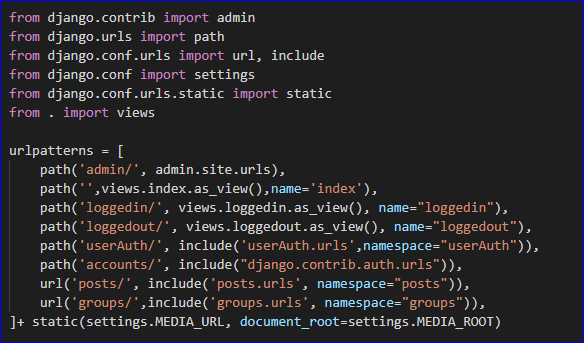 from django.contrib import admin
from django.urls import path
from django.conf.urls import url, include
from django.conf import settings
from django.conf.urls.static import static
from . import views
urlpatterns = [
path('admin/', admin.site.urls),
path('',views.index.as_view(),name='index'),
path('loggedin/', views.loggedin.as_view(), name="loggedin"),
path('loggedout/', views.loggedout.as_view(), name="loggedout"),
path('userAuth/', include('userAuth.urls',namespace="userAuth")),
path('accounts/', include("django.contrib.auth.urls")),
url('posts/', include('posts.urls', namespace="posts")),
url('groups/',include('groups.urls', namespace="groups")),
]+ static(settings.MEDIA_URL, document_root=settings.MEDIA_ROOT)